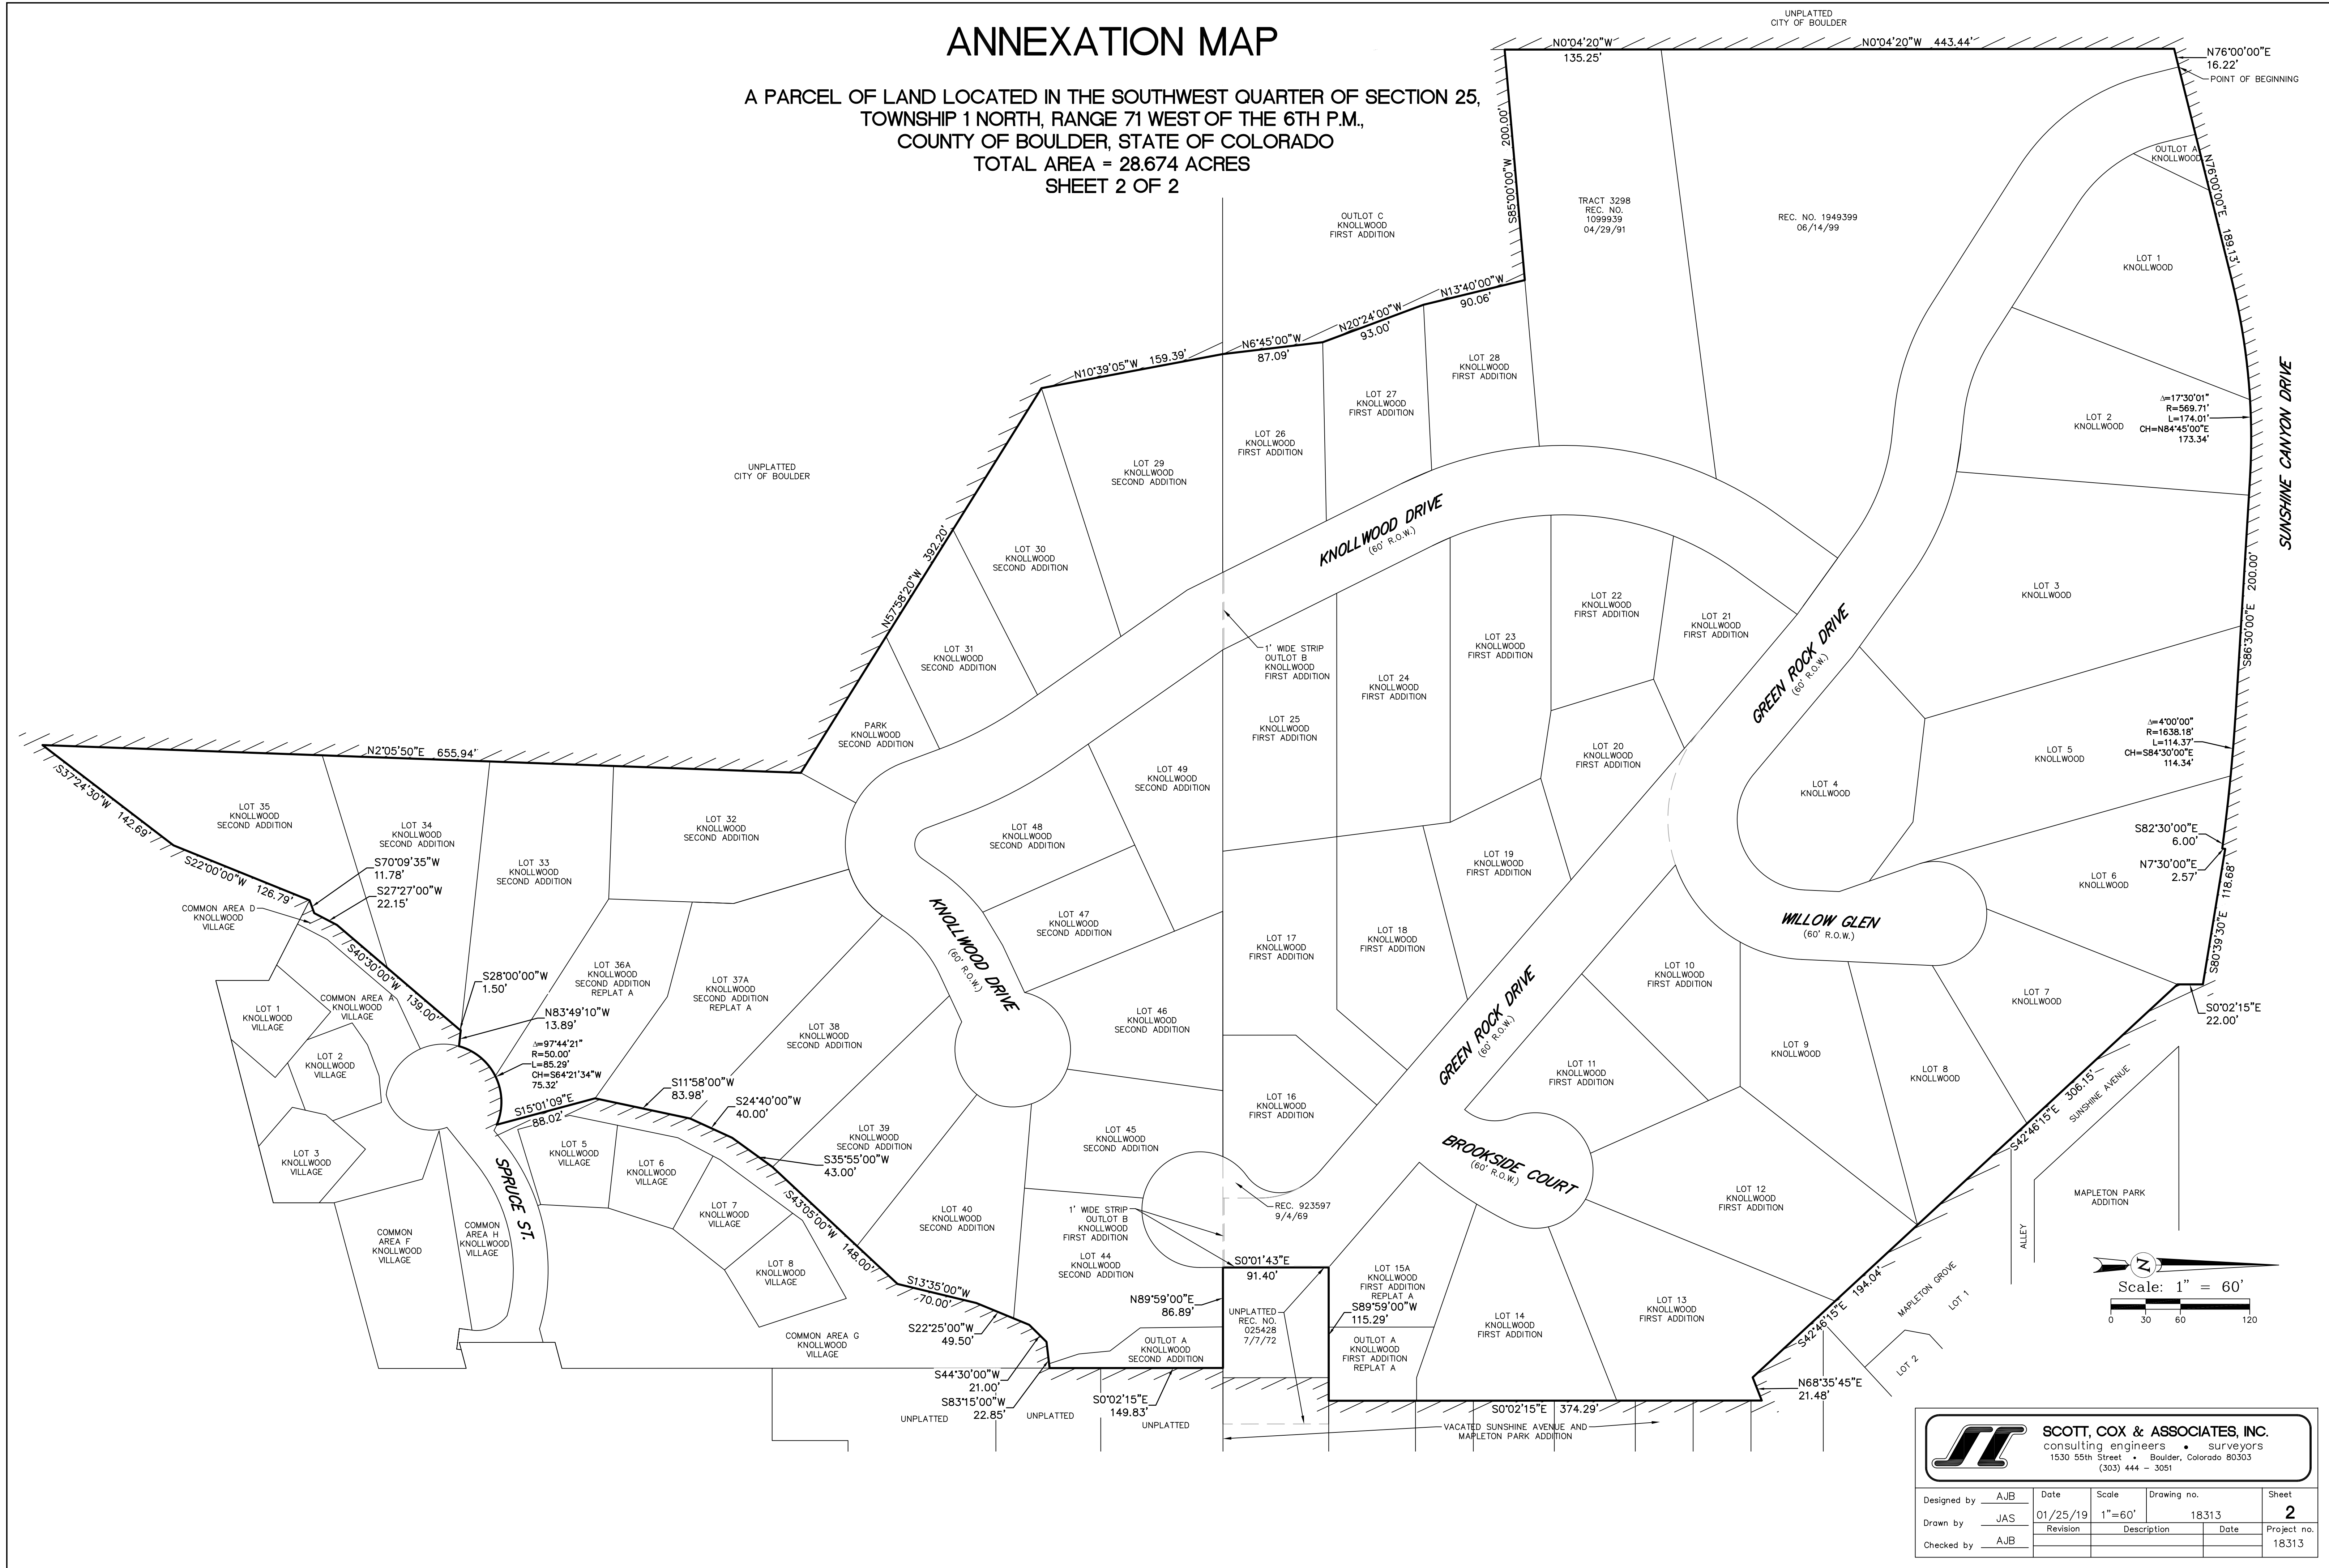 ANNEXATION MAP
A PARCEL OF LAND LOCATED IN THE SOUTHWEST QUARTER OF SECTION 25,
TOWNSHIP 1 NORTH, RANGE 71 WEST OF THE 6TH P.M.,
COUNTY OF BOULDER, STATE OF COLORADO
TOTAL AREA = 28.674 ACRES
SHEET 2 OF 2
UNPLATTED
CITY OF BOULDER
N0°04'20"W
135.25'
N0°04'20"W 443.44'
N76°00'00"E
16.22'
POINT OF BEGINNING
S85°00'00"W 200.00'
OUTLOT A
KNOLLWOOD
N76°00'00"E 189.13'
TRACT 3298
REC. NO.
1099939
04/29/91
REC. NO. 1949399
06/14/99
OUTLOT C
KNOLLWOOD
FIRST ADDITION
LOT 1
KNOLLWOOD
N13°40'00"W
90.06'
N20°24'00"W
93.00'
N6°45'00"W
87.09'
N10°39'05"W 159.39'
LOT 28
KNOLLWOOD
FIRST ADDITION
LOT 27
KNOLLWOOD
FIRST ADDITION
LOT 26
KNOLLWOOD
FIRST ADDITION
LOT 29
KNOLLWOOD
SECOND ADDITION
UNPLATTED
CITY OF BOULDER
LOT 2
KNOLLWOOD
Δ=17°30'01"
R=569.71'
L=174.01'
CH=N84°45'00"E
173.34'
SUNSHINE CANYON DRIVE
KNOLLWOOD DRIVE
(60' R.O.W.)
LOT 30
KNOLLWOOD
SECOND ADDITION
N57°58'20"W 392.20'
LOT 31
KNOLLWOOD
SECOND ADDITION
1' WIDE STRIP
OUTLOT B
KNOLLWOOD
FIRST ADDITION
LOT 22
KNOLLWOOD
FIRST ADDITION
LOT 21
KNOLLWOOD
FIRST ADDITION
LOT 23
KNOLLWOOD
FIRST ADDITION
LOT 24
KNOLLWOOD
FIRST ADDITION
LOT 25
KNOLLWOOD
FIRST ADDITION
LOT 20
KNOLLWOOD
FIRST ADDITION
GREEN ROCK DRIVE
(60' R.O.W.)
LOT 3
KNOLLWOOD
S86°30'00"E 200.00'
PARK
KNOLLWOOD
SECOND ADDITION
N2°05'50"E 655.94'
S37°24'30"W 142.69'
LOT 5
KNOLLWOOD
Δ=4°00'00"
R=1638.18'
L=114.37'
CH=S84°30'00"E
114.34'
LOT 4
KNOLLWOOD
LOT 49
KNOLLWOOD
SECOND ADDITION
LOT 48
KNOLLWOOD
SECOND ADDITION
LOT 35
KNOLLWOOD
SECOND ADDITION
LOT 34
KNOLLWOOD
SECOND ADDITION
LOT 32
KNOLLWOOD
SECOND ADDITION
LOT 33
KNOLLWOOD
SECOND ADDITION
S22°00'00"W 126.79'
S70°09'35"W
11.78'
S27°27'00"W
22.15'
COMMON AREA D
KNOLLWOOD
VILLAGE
LOT 19
KNOLLWOOD
FIRST ADDITION
S82°30'00"E
6.00'
N7°30'00"E
2.57'
LOT 6
KNOLLWOOD
S80°39'30"E 118.68'
WILLOW GLEN
(60' R.O.W.)
KNOLLWOOD DRIVE
(60' R.O.W.)
LOT 47
KNOLLWOOD
SECOND ADDITION
LOT 17
KNOLLWOOD
FIRST ADDITION
LOT 18
KNOLLWOOD
FIRST ADDITION
S40°30'00"W 139.00'
S28°00'00"W
1.50'
LOT 36A
KNOLLWOOD
SECOND ADDITION
REPLAT A
LOT 37A
KNOLLWOOD
SECOND ADDITION
REPLAT A
COMMON AREA A
KNOLLWOOD
VILLAGE
LOT 1
KNOLLWOOD
VILLAGE
N83°49'10"W
13.89'
Δ=97°44'21"
R=50.00'
L=85.29'
CH=S64°21'34"W
75.32'
LOT 38
KNOLLWOOD
SECOND ADDITION
LOT 46
KNOLLWOOD
SECOND ADDITION
LOT 10
KNOLLWOOD
FIRST ADDITION
GREEN ROCK DRIVE
(60' R.O.W.)
LOT 7
KNOLLWOOD
S0°02'15"E
22.00'
LOT 9
KNOLLWOOD
LOT 8
KNOLLWOOD
LOT 11
KNOLLWOOD
FIRST ADDITION
LOT 2
KNOLLWOOD
VILLAGE
S11°58'00"W
83.98'
S24°40'00"W
40.00'
S15°01'09"E
88.02'
LOT 16
KNOLLWOOD
FIRST ADDITION
S42°46'15"E 306.15'
SUNSHINE AVENUE
LOT 39
KNOLLWOOD
SECOND ADDITION
LOT 45
KNOLLWOOD
SECOND ADDITION
S35°55'00"W
43.00'
LOT 3
KNOLLWOOD
VILLAGE
LOT 5
KNOLLWOOD
VILLAGE
LOT 6
KNOLLWOOD
VILLAGE
LOT 7
KNOLLWOOD
VILLAGE
SPRUCE ST.
BROOKSIDE COURT
(60' R.O.W.)
S43°05'00"W 148.00'
LOT 40
KNOLLWOOD
SECOND ADDITION
1' WIDE STRIP
OUTLOT B
KNOLLWOOD
FIRST ADDITION
REC. 923597
9/4/69
LOT 12
KNOLLWOOD
FIRST ADDITION
MAPLETON PARK
ADDITION
ALLEY
COMMON
AREA F
KNOLLWOOD
VILLAGE
COMMON
AREA H
KNOLLWOOD
VILLAGE
LOT 8
KNOLLWOOD
VILLAGE
LOT 44
KNOLLWOOD
SECOND ADDITION
S0°01'43"E
91.40'
LOT 15A
KNOLLWOOD
FIRST ADDITION
REPLAT A
S13°35'00"W
70.00'
N89°59'00"E
86.89'
UNPLATTED
REC. NO.
025428
7/7/72
S89°59'00"W
115.29'
LOT 14
KNOLLWOOD
FIRST ADDITION
LOT 13
KNOLLWOOD
FIRST ADDITION
S42°46'15"E 194.04'
MAPLETON GROVE
LOT 1
LOT 2
N
Scale: 1" = 60'
0 30 60 120
S22°25'00"W
49.50'
COMMON AREA G
KNOLLWOOD
VILLAGE
OUTLOT A
KNOLLWOOD
SECOND ADDITION
OUTLOT A
KNOLLWOOD
FIRST ADDITION
REPLAT A
S44°30'00"W
21.00'
S83°15'00"W
22.85'
UNPLATTED
UNPLATTED
S0°02'15"E
149.83'
UNPLATTED
N68°35'45"E
21.48'
S0°02'15"E 374.29'
VACATED SUNSHINE AVENUE AND
MAPLETON PARK ADDITION
SCOTT, COX & ASSOCIATES, INC.
consulting engineers • surveyors
1530 55th Street • Boulder, Colorado 80303
(303) 444 - 3051
Designed by AJB
Drawn by JAS
Checked by AJB
Date Scale Drawing no. Sheet
01/25/19 1"=60' 18313 2
Revision Description Date Project no.
18313